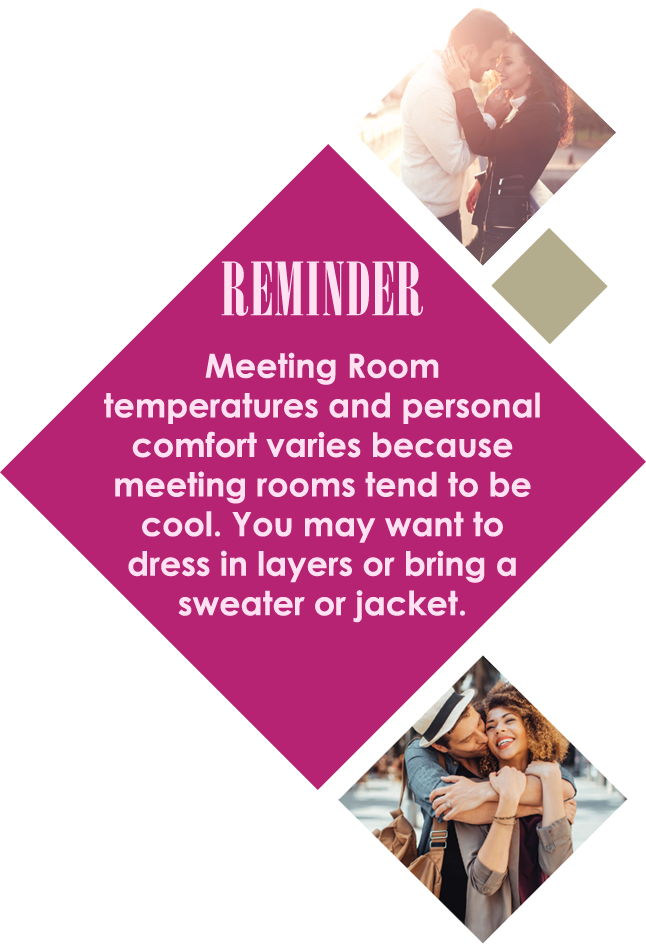 REMINDER
Meeting Room
temperatures and personal
comfort varies because
meeting rooms tend to be
cool. You may want to
dress in layers or bring a
sweater or jacket.